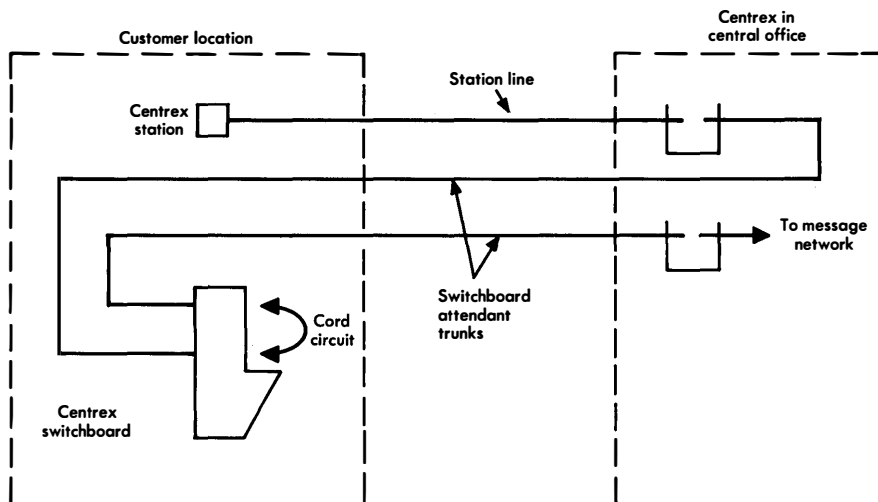 Customer location
Centrex in
central office
Station line
Centrex
station
To message
network
Switchboard
attendant
trunks
Cord
circuit
Centrex
switchboard